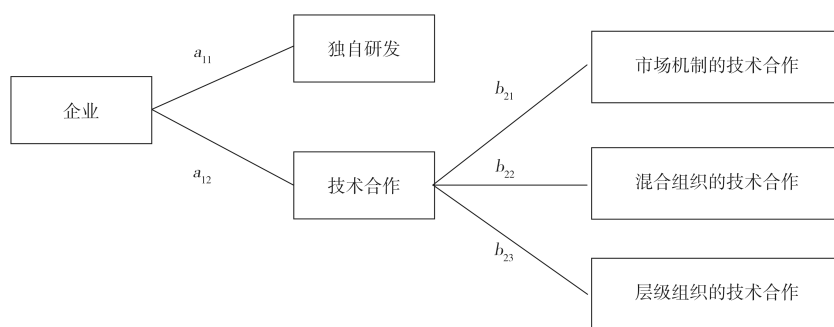 企业
a11
a12
独自研发
技术合作
b21
b22
b23
市场机制的技术合作
混合组织的技术合作
层级组织的技术合作